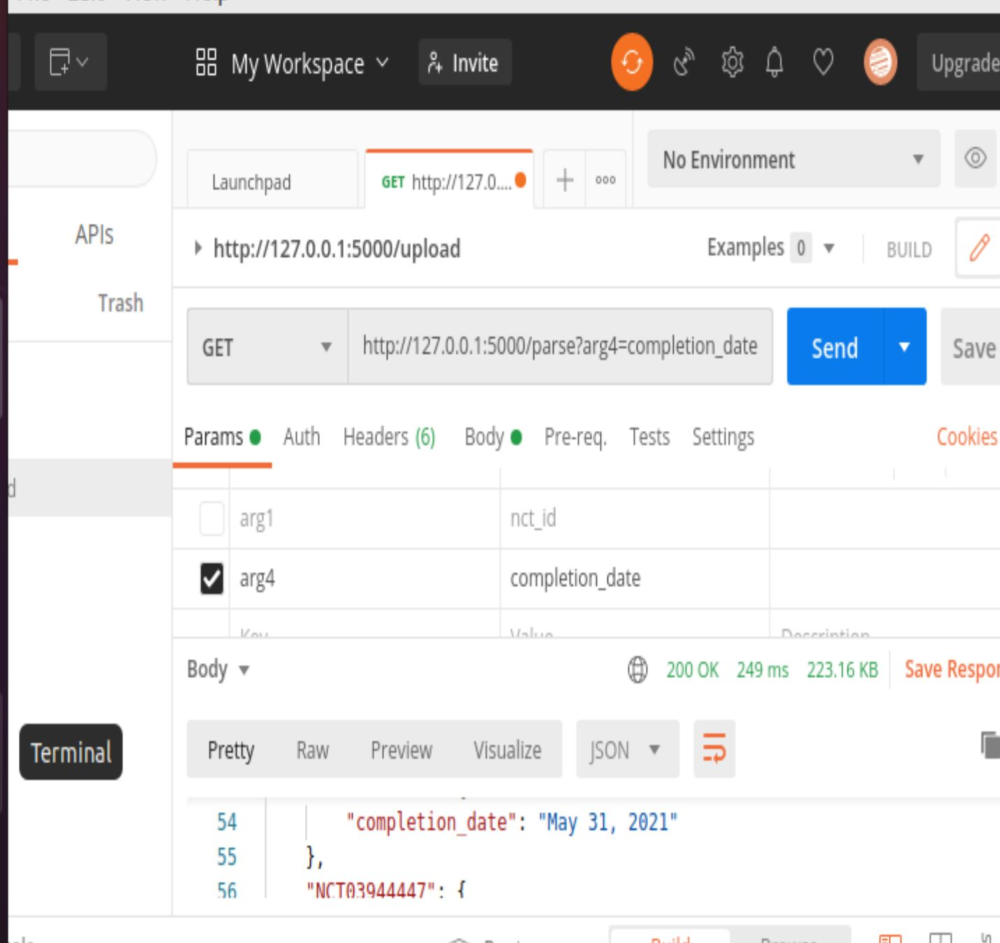 My Workspace Invite Upgrade
Launchpad GET http://127.0.... No Environment
APIs
http://127.0.0.1:5000/upload Examples 0 BUILD
Trash
GET http://127.0.0.1:5000/parse?arg4=completion_date Send Save
Params Auth Headers (6) Body Pre-req. Tests Settings Cookies
d
arg1 nct_id
arg4 completion_date
Key Value Description
Body 200 OK 249 ms 223.16 KB Save Respon
Terminal
Pretty Raw Preview Visualize JSON
54 "completion_date": "May 31, 2021"
55 },
56 "NCT03944447": {
Build Browse